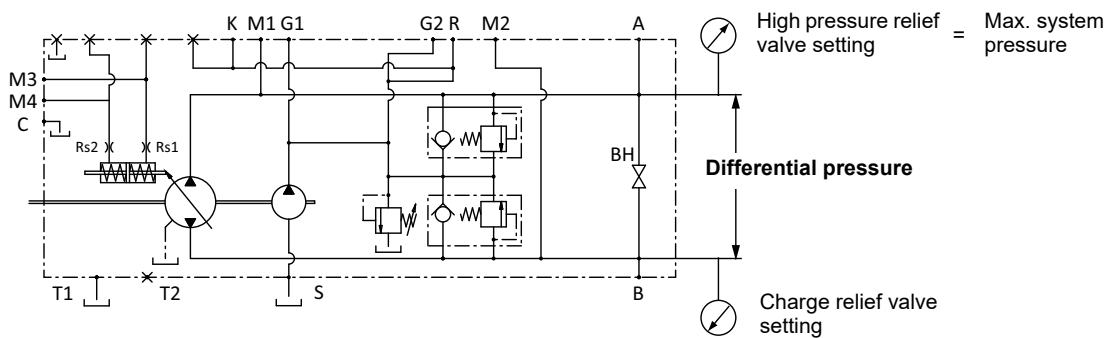 K M1 G1 G2 R M2 A
High pressure relief valve setting = Max. system pressure
M3
M4
C
Rs2 Rs1
BH
Differential pressure
T1 T2 S B
Charge relief valve setting